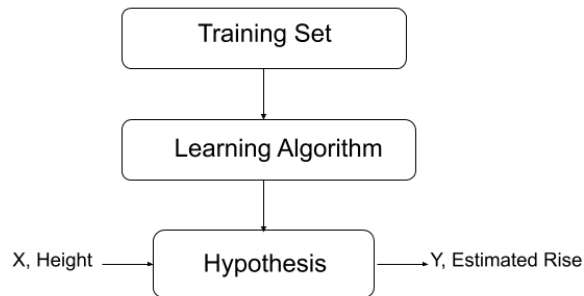 Training Set
Learning Algorithm
X, Height
Hypothesis
Y, Estimated Rise